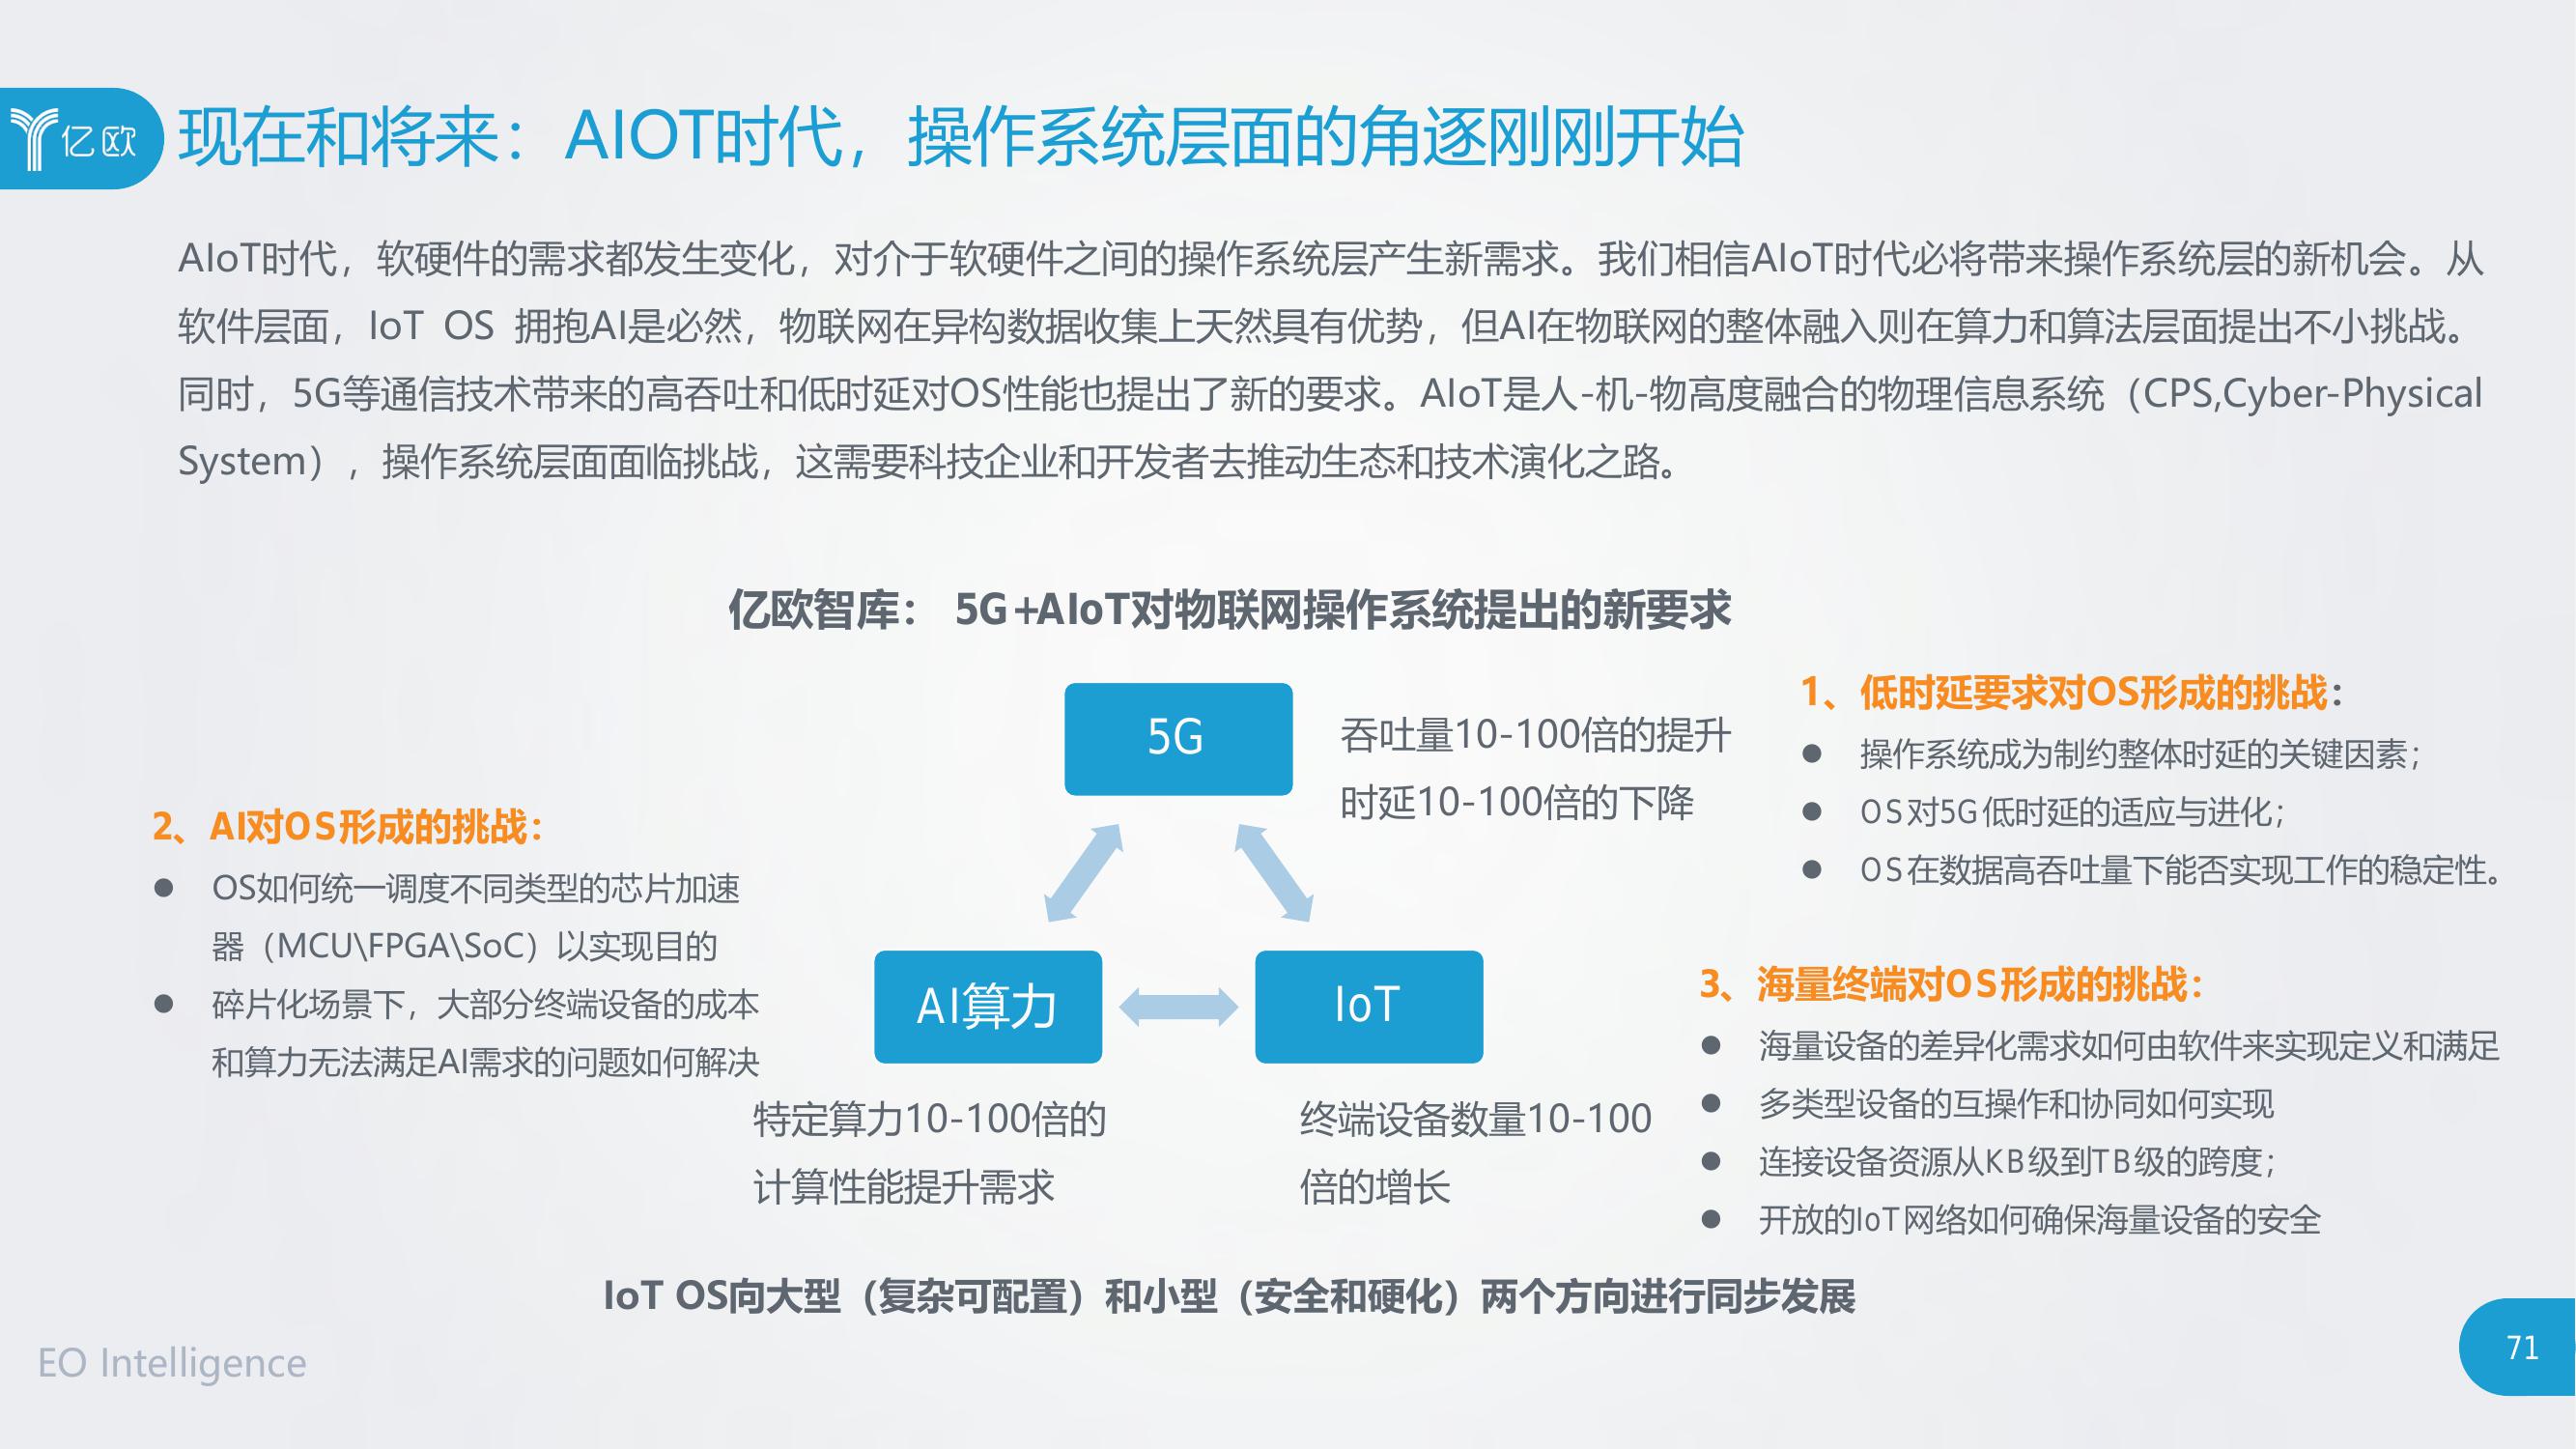 亿欧
现在和将来：AIOT时代，操作系统层面的角逐刚刚开始
AIoT时代，软硬件的需求都发生变化，对介于软硬件之间的操作系统层产生新需求。我们相信AIoT时代必将带来操作系统层的新机会。从
软件层面，IoT OS 拥抱AI是必然，物联网在异构数据收集上天然具有优势，但AI在物联网的整体融入则在算力和算法层面提出不小挑战。
同时，5G等通信技术带来的高吞吐和低时延对OS性能也提出了新的要求。AIoT是人-机-物高度融合的物理信息系统（CPS,Cyber-Physical
System），操作系统层面面临挑战，这需要科技企业和开发者去推动生态和技术演化之路。
亿欧智库： 5G+AIoT对物联网操作系统提出的新要求
5G
吞吐量10-100倍的提升
时延10-100倍的下降
1、低时延要求对OS形成的挑战：
● 操作系统成为制约整体时延的关键因素；
● OS对5G低时延的适应与进化；
● OS在数据高吞吐量下能否实现工作的稳定性。
2、AI对OS形成的挑战：
● OS如何统一调度不同类型的芯片加速
器（MCU\FPGA\SoC）以实现目的
● 碎片化场景下，大部分终端设备的成本
和算力无法满足AI需求的问题如何解决
AI算力
IoT
特定算力10-100倍的
计算性能提升需求
终端设备数量10-100
倍的增长
3、海量终端对OS形成的挑战：
● 海量设备的差异化需求如何由软件来实现定义和满足
● 多类型设备的互操作和协同如何实现
● 连接设备资源从KB级到TB级的跨度；
● 开放的IoT网络如何确保海量设备的安全
IoT OS向大型（复杂可配置）和小型（安全和硬化）两个方向进行同步发展
EO Intelligence
71